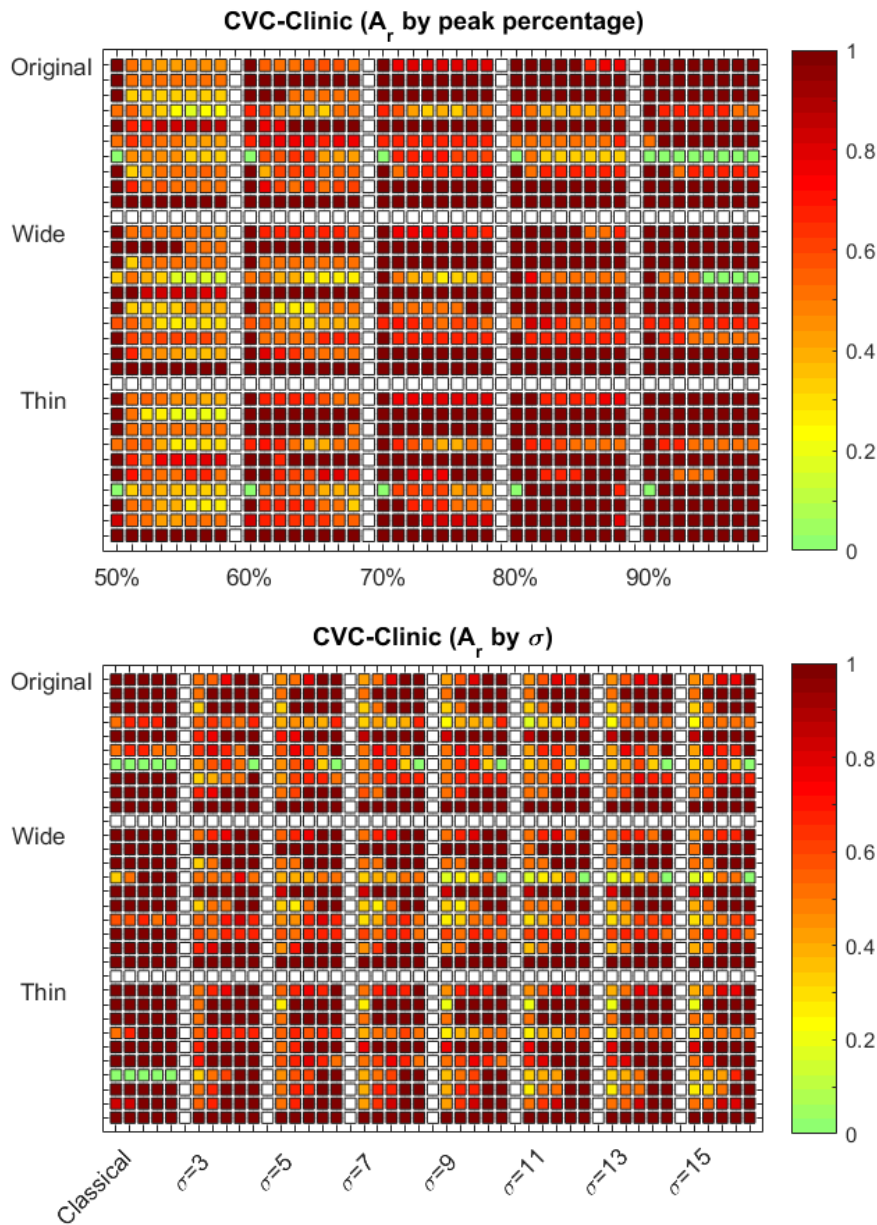 CVC-Clinic (A_r by peak percentage)
Original
Wide
Thin
1
0.8
0.6
0.4
0.2
0
50% 60% 70% 80% 90%
CVC-Clinic (A_r by σ)
Original
Wide
Thin
1
0.8
0.6
0.4
0.2
0
Classical σ=3 σ=5 σ=7 σ=9 σ=11 σ=13 σ=15